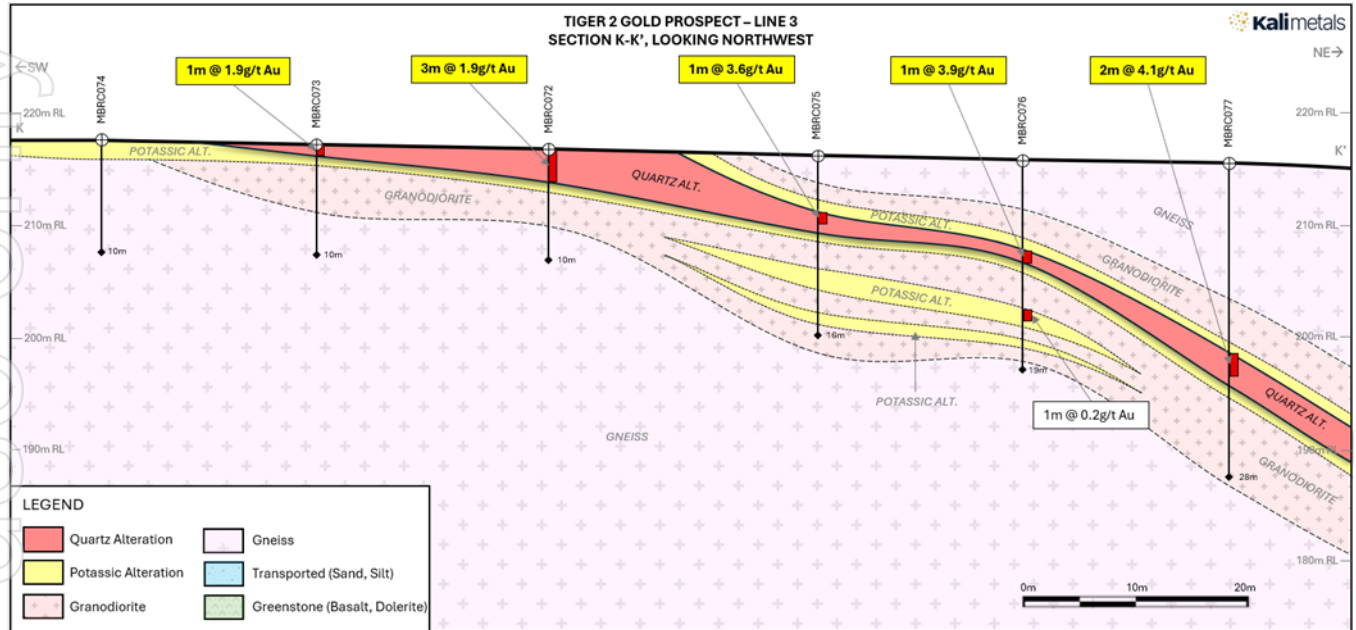 TIGER 2 GOLD PROSPECT – LINE 3
SECTION K-K', LOOKING NORTHWEST
Kalimetals
←SW
NE→
1m @ 1.9g/t Au
3m @ 1.9g/t Au
1m @ 3.6g/t Au
1m @ 3.9g/t Au
2m @ 4.1g/t Au
MBRC074
MBRC073
MBRC072
MBRC075
MBRC076
MBRC077
220m RL
220m RL
K
K'
POTASSIC ALT.
QUARTZ ALT.
GRANODIORITE
POTASSIC ALT.
GNEISS
210m RL
210m RL
10m
10m
10m
GRANODIORITE
POTASSIC ALT.
200m RL
200m RL
16m
19m
POTASSIC ALT.
QUARTZ ALT.
1m @ 0.2g/t Au
GNEISS
190m RL
190m RL
GRANODIORITE
28m
180m RL
LEGEND
Quartz Alteration
Gneiss
Potassic Alteration
Transported (Sand, Silt)
Granodiorite
Greenstone (Basalt, Dolerite)
0m
10m
20m